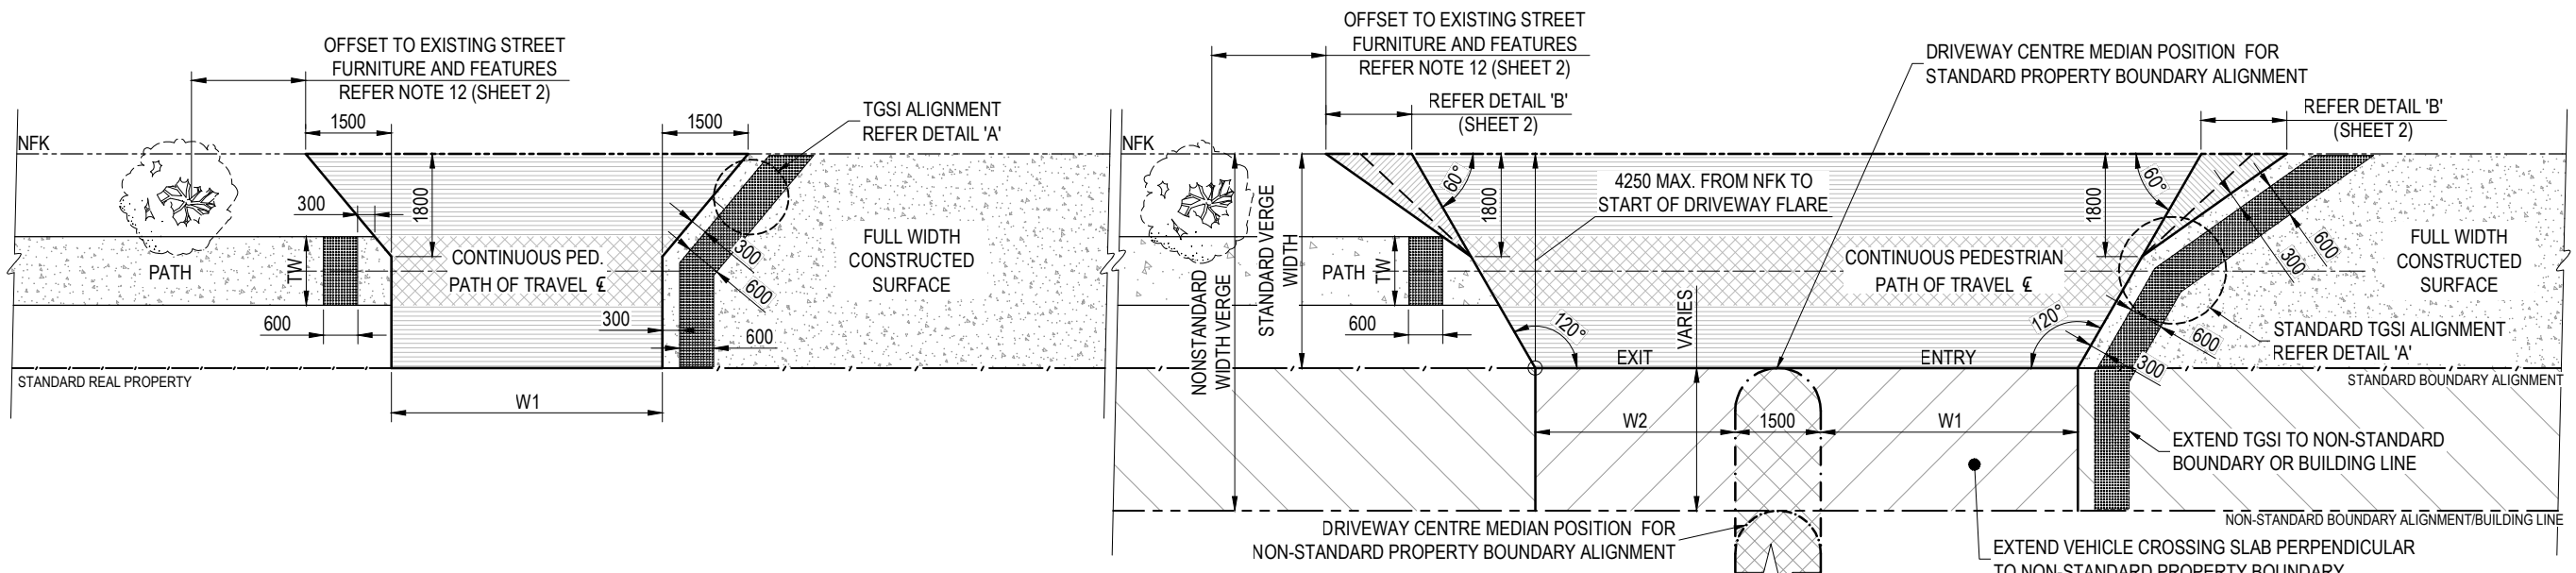 OFFSET TO EXISTING STREET
FURNITURE AND FEATURES
REFER NOTE 12 (SHEET 2)
1500
1500
TGSI ALIGNMENT
REFER DETAIL 'A'
NFK
300
1800
PATH
TW
CONTINUOUS PED.
PATH OF TRAVEL ℄
300
600
FULL WIDTH
CONSTRUCTED
SURFACE
600
300
600
STANDARD REAL PROPERTY
W1
OFFSET TO EXISTING STREET
FURNITURE AND FEATURES
REFER NOTE 12 (SHEET 2)
REFER DETAIL 'B'
(SHEET 2)
DRIVEWAY CENTRE MEDIAN POSITION FOR
STANDARD PROPERTY BOUNDARY ALIGNMENT
REFER DETAIL 'B'
(SHEET 2)
NFK
60°
1800
4250 MAX. FROM NFK TO
START OF DRIVEWAY FLARE
1800
60°
NONSTANDARD
WIDTH VERGE
STANDARD VERGE
WIDTH
PATH
TW
600
CONTINUOUS PEDESTRIAN
PATH OF TRAVEL ℄
300
600
FULL WIDTH
CONSTRUCTED
SURFACE
120°
VARIES
120°
EXIT
ENTRY
600
300
STANDARD TGSI ALIGNMENT
REFER DETAIL 'A'
STANDARD BOUNDARY ALIGNMENT
W2
1500
W1
EXTEND TGSI TO NON-STANDARD
BOUNDARY OR BUILDING LINE
NON-STANDARD BOUNDARY ALIGNMENT/BUILDING LINE
DRIVEWAY CENTRE MEDIAN POSITION FOR
NON-STANDARD PROPERTY BOUNDARY ALIGNMENT
EXTEND VEHICLE CROSSING SLAB PERPENDICULAR
TO NON-STANDARD PROPERTY BOUNDARY